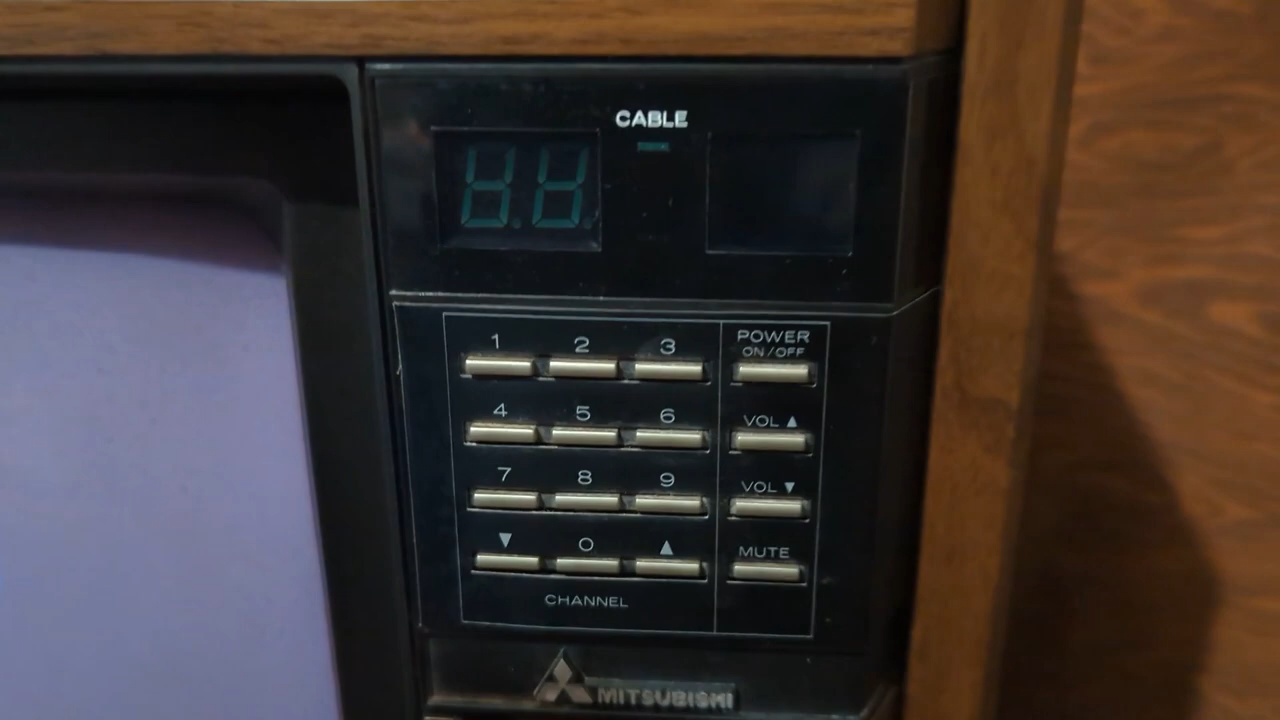 CABLE
1 2 3 POWER
ON/OFF
4 5 6 VOL ▲
7 8 9 VOL ▼
▼ 0 ▲ MUTE
CHANNEL
MITSUBISHI